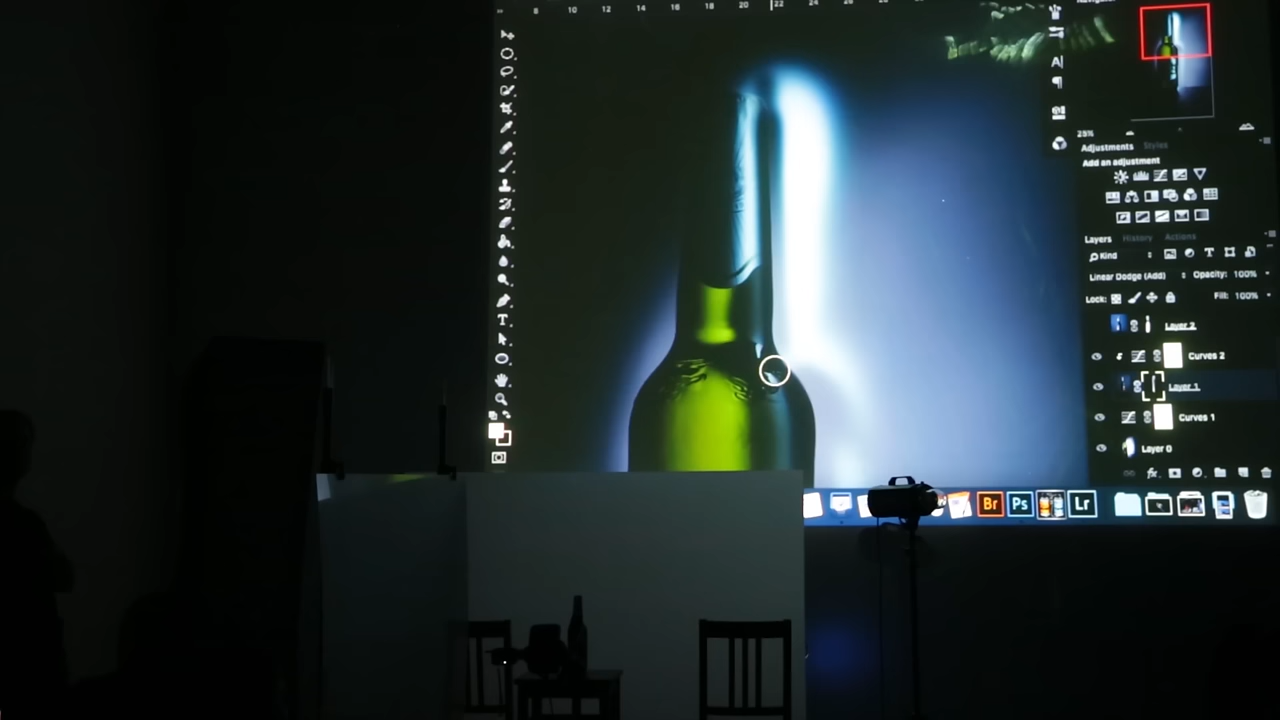 8 10 12 14 16 18 20 22 24
25%
Adjustments Styles
Add an adjustment
Layers History Actions
Kind
Linear Dodge (Add) Opacity: 100%
Lock: Fill: 100%
Layer 2
Curves 2
Layer 1
Curves 1
Layer 0
fx
Br Ps Lr